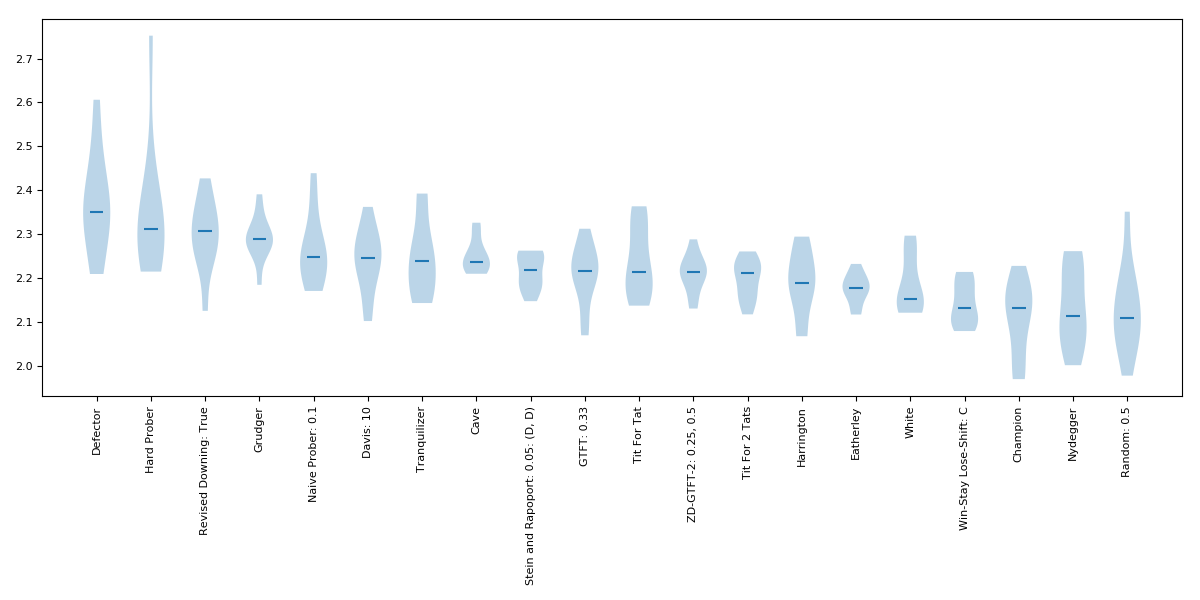 2.7
2.6
2.5
2.4
2.3
2.2
2.1
2.0
Defector
Hard Prober
Revised Downing: True
Grudger
Naive Prober: 0.1
Davis: 10
Tranquilizer
Cave
Stein and Rapoport: 0.05: (D, D)
GTFT: 0.33
Tit For Tat
ZD-GTFT-2: 0.25, 0.5
Tit For 2 Tats
Harrington
Eatherley
White
Win-Stay Lose-Shift: C
Champion
Nydegger
Random: 0.5